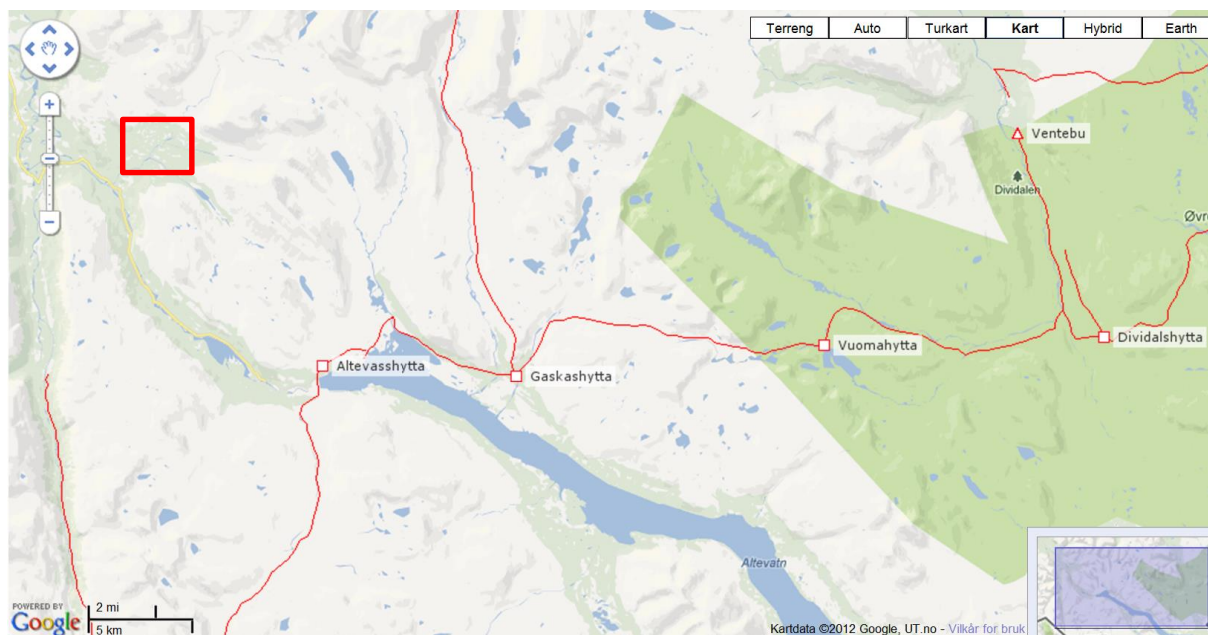 Terreng Auto Turkart Kart Hybrid Earth
Ventebu
Dividalen
Øvr
Altevasshytta
Gaskashytta
Vuomahytta
Dividalshytta
Altevatn
POWERED BY
Google
2 mi
5 km
Kartdata ©2012 Google, UT.no - Vilkår for bruk